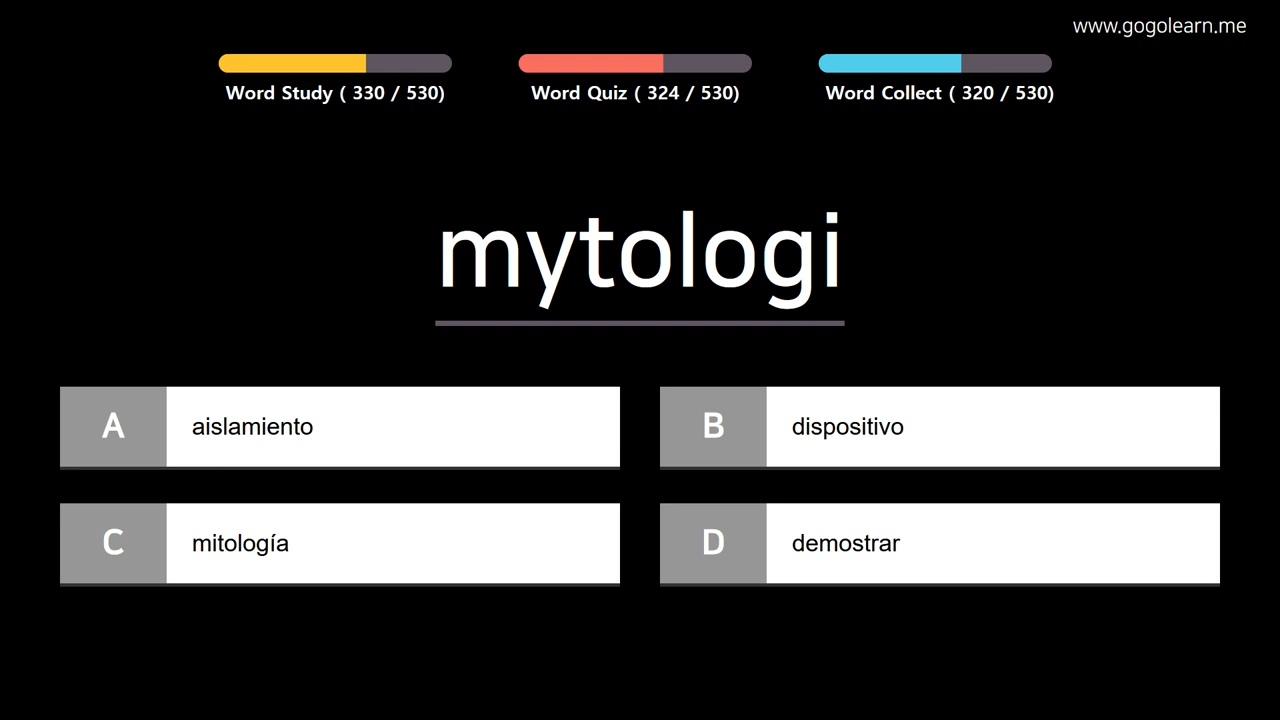 www.gogolearn.me
Word Study ( 330 / 530)
Word Quiz ( 324 / 530)
Word Collect ( 320 / 530)
mytologi
A aislamiento
B dispositivo
C mitología
D demostrar